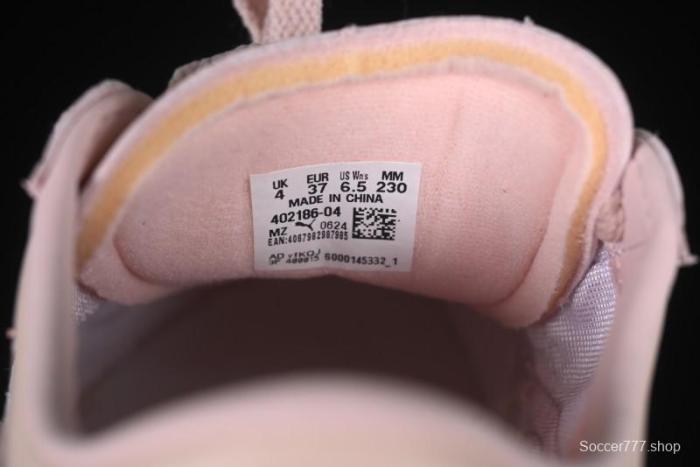 UK EUR US Wn's MM
4 37 6.5 230
MADE IN CHINA
402186-04
MZ 0624
EAN:4067982987985
6000145332_1
Soccer777.shop